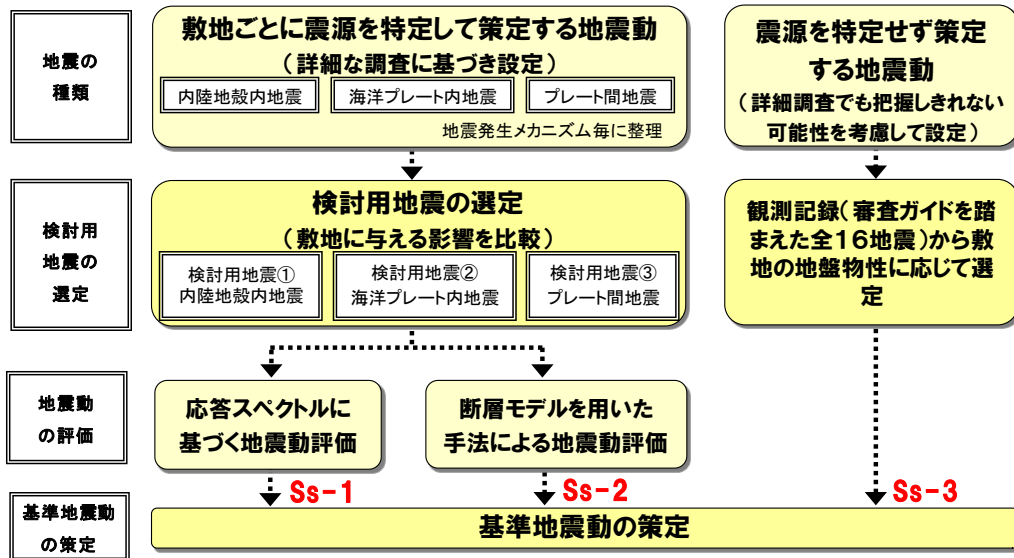 地震の
種類
敷地ごとに震源を特定して策定する地震動
（詳細な調査に基づき設定）
内陸地殻内地震
海洋プレート内地震
プレート間地震
地震発生メカニズム毎に整理
震源を特定せず策定
する地震動
（詳細調査でも把握しきれない
可能性を考慮して設定）
検討用
地震の
選定
検討用地震の選定
（敷地に与える影響を比較）
検討用地震①
内陸地殻内地震
検討用地震②
海洋プレート内地震
検討用地震③
プレート間地震
観測記録（審査ガイドを踏
まえた全１６地震）から敷
地の地盤物性に応じて選
定
地震動
の評価
応答スペクトルに
基づく地震動評価
断層モデルを用いた
手法による地震動評価
Ss-1
Ss-2
Ss-3
基準地震動
の策定
基準地震動の策定